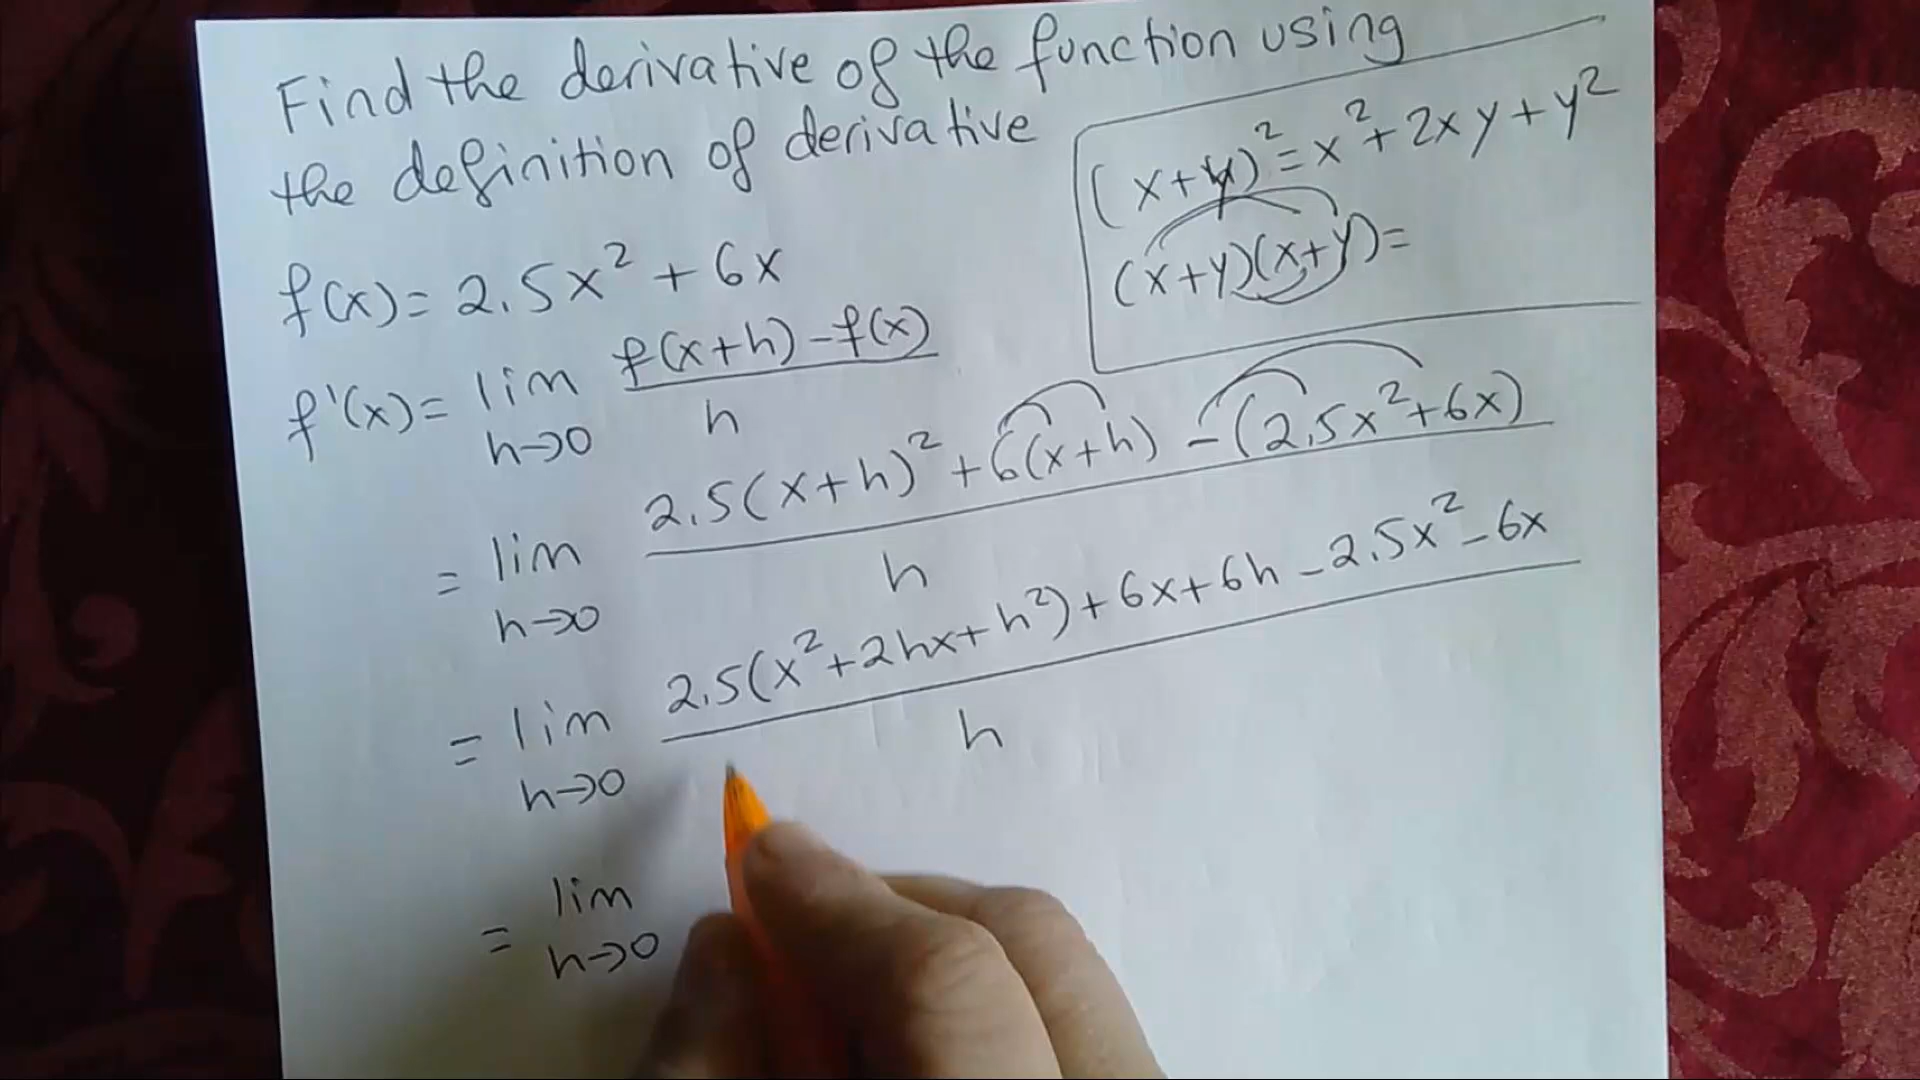 Find the derivative of the function using
the definition of derivative
(x+y)²=x²+2xy+y²
(x+y)(x+y)=
f(x)=2.5x²+6x
f'(x)= lim h→0 f(x+h)-f(x)
h
= lim h→0 2.5(x+h)²+6(x+h)-(2.5x²+6x)
h
= lim h→0 2.5(x²+2hx+h²)+6x+6h-2.5x²-6x
h
= lim h→0